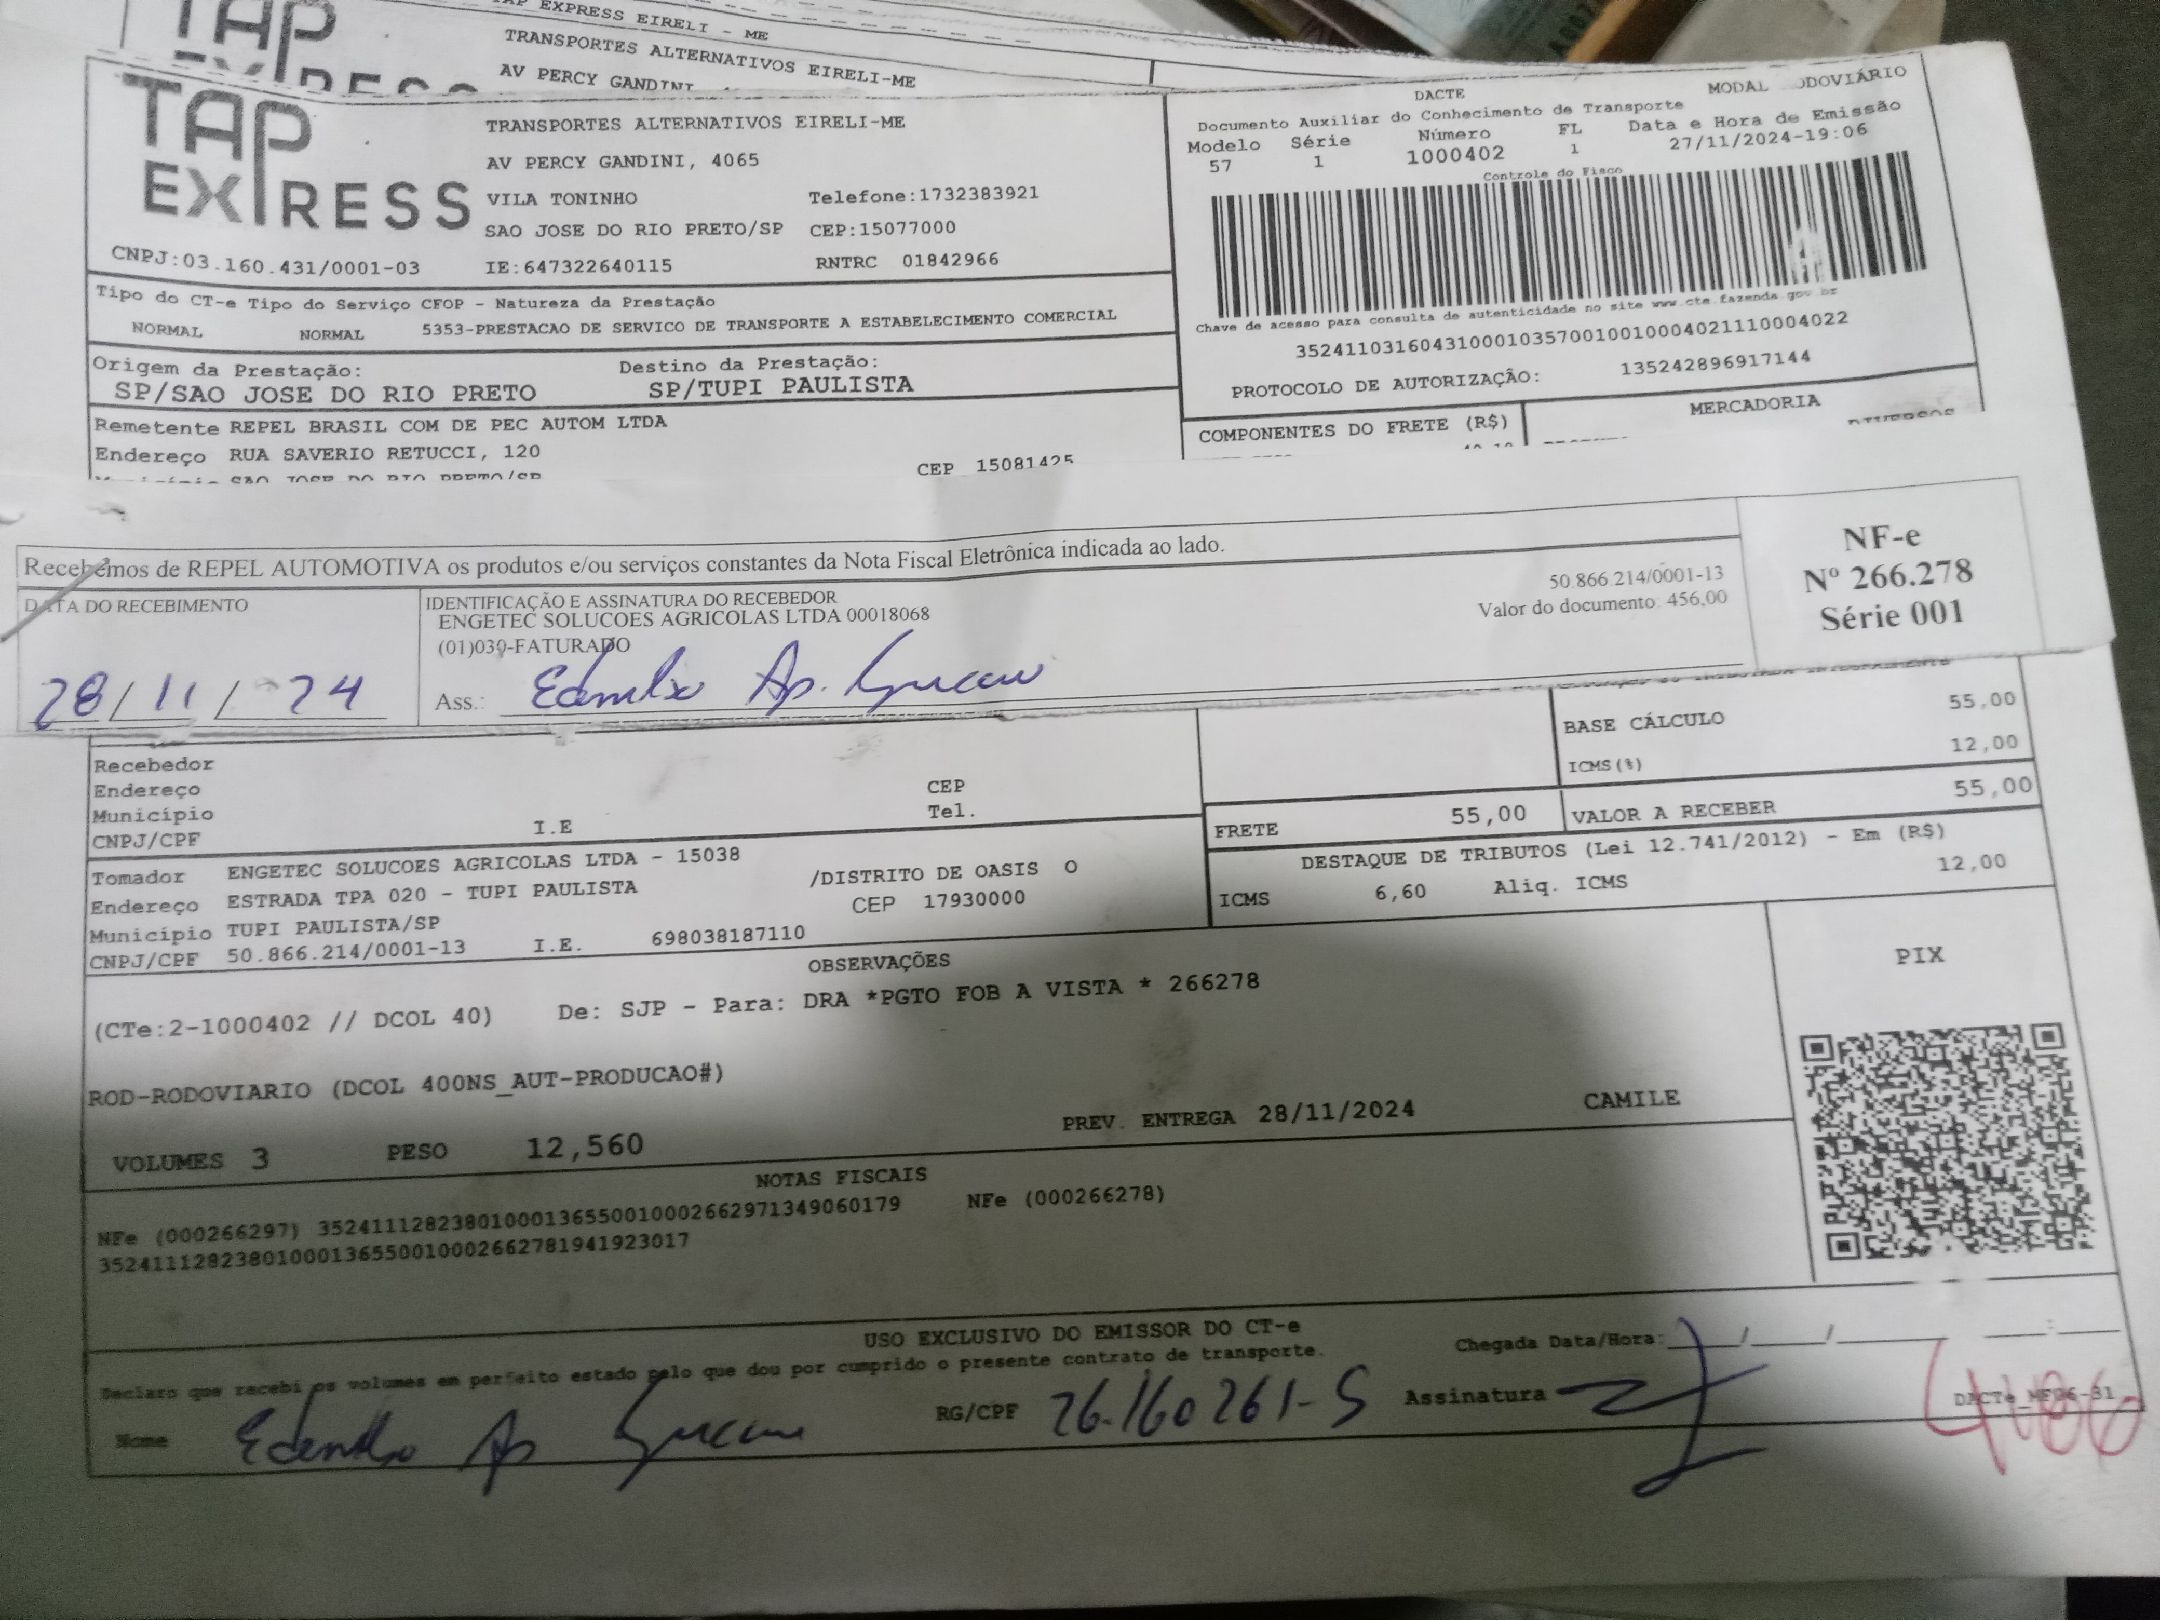 TAP EXPRESS EIRELI - ME
TRANSPORTES ALTERNATIVOS EIRELI-ME
AV PERCY GANDINI
TAP
EXPRESS
TRANSPORTES ALTERNATIVOS EIRELI-ME
AV PERCY GANDINI, 4065
VILA TONINHO Telefone:1732383921
SAO JOSE DO RIO PRETO/SP CEP:15077000
CNPJ:03.160.431/0001-03 IE:647322640115 RNTRC 01842966
DACTE MODAL RODOVIÁRIO
Documento Auxiliar do Conhecimento de Transporte
Modelo Série Número FL Data e Hora de Emissão
57 1 1000402 1 27/11/2024-19:06
Controle do Fisco
Chave de acesso para consulta de autenticidade no site www.cte.fazenda.gov.br
35241103160431000103570010010004021110004022
PROTOCOLO DE AUTORIZAÇÃO: 135242896917144
Tipo do CT-e Tipo do Serviço CFOP - Natureza da Prestação
NORMAL NORMAL 5353-PRESTACAO DE SERVICO DE TRANSPORTE A ESTABELECIMENTO COMERCIAL
Origem da Prestação: Destino da Prestação:
SP/SAO JOSE DO RIO PRETO SP/TUPI PAULISTA
Remetente REPEL BRASIL COM DE PEC AUTOM LTDA
Endereço RUA SAVERIO RETUCCI, 120 CEP 15081425
Município SAO JOSE DO RIO PRETO/SP
COMPONENTES DO FRETE (R$) MERCADORIA
DIVERSOS
Recebemos de REPEL AUTOMOTIVA os produtos e/ou serviços constantes da Nota Fiscal Eletrônica indicada ao lado.
DATA DO RECEBIMENTO
28/11/24
IDENTIFICAÇÃO E ASSINATURA DO RECEBEDOR
ENGETEC SOLUCOES AGRICOLAS LTDA 00018068
(01)030-FATURADO
50.866.214/0001-13
Valor do documento: 456,00
Ass.:
NF-e
Nº 266.278
Série 001
BASE CÁLCULO 55,00
ICMS(%) 12,00
Recebedor
Endereço CEP
Município Tel.
CNPJ/CPF I.E
FRETE 55,00 VALOR A RECEBER 55,00
DESTAQUE DE TRIBUTOS (Lei 12.741/2012) - Em (R$)
ICMS 6,60 Aliq. ICMS 12,00
Tomador ENGETEC SOLUCOES AGRICOLAS LTDA - 15038
Endereço ESTRADA TPA 020 - TUPI PAULISTA /DISTRITO DE OASIS O
Município TUPI PAULISTA/SP CEP 17930000
CNPJ/CPF 50.866.214/0001-13 I.E. 698038187110
OBSERVAÇÕES
(CTe:2-1000402 // DCOL 40) De: SJP - Para: DRA *PGTO FOB A VISTA * 266278
ROD-RODOVIARIO (DCOL 400NS_AUT-PRODUCAO#)
PREV. ENTREGA 28/11/2024 CAMILE
VOLUMES 3 PESO 12,560
PIX
NOTAS FISCAIS
NFe (000266297) 35241112823801000136550010002662971349060179 NFe (000266278)
35241112823801000136550010002662781941923017
USO EXCLUSIVO DO EMISSOR DO CT-e
Declaro que recebi os volumes em perfeito estado pelo que dou por cumprido o presente contrato de transporte.
Chegada Data/Hora: / / :
Nome RG/CPF 26.160261-5 Assinatura